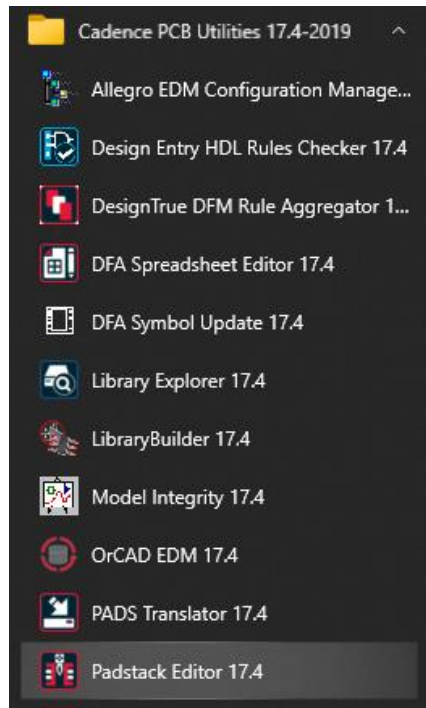 Cadence PCB Utilities 17.4-2019
Allegro EDM Configuration Manage...
Design Entry HDL Rules Checker 17.4
DesignTrue DFM Rule Aggregator 1...
DFA Spreadsheet Editor 17.4
DFA Symbol Update 17.4
Library Explorer 17.4
LibraryBuilder 17.4
Model Integrity 17.4
OrCAD EDM 17.4
PADS Translator 17.4
Padstack Editor 17.4